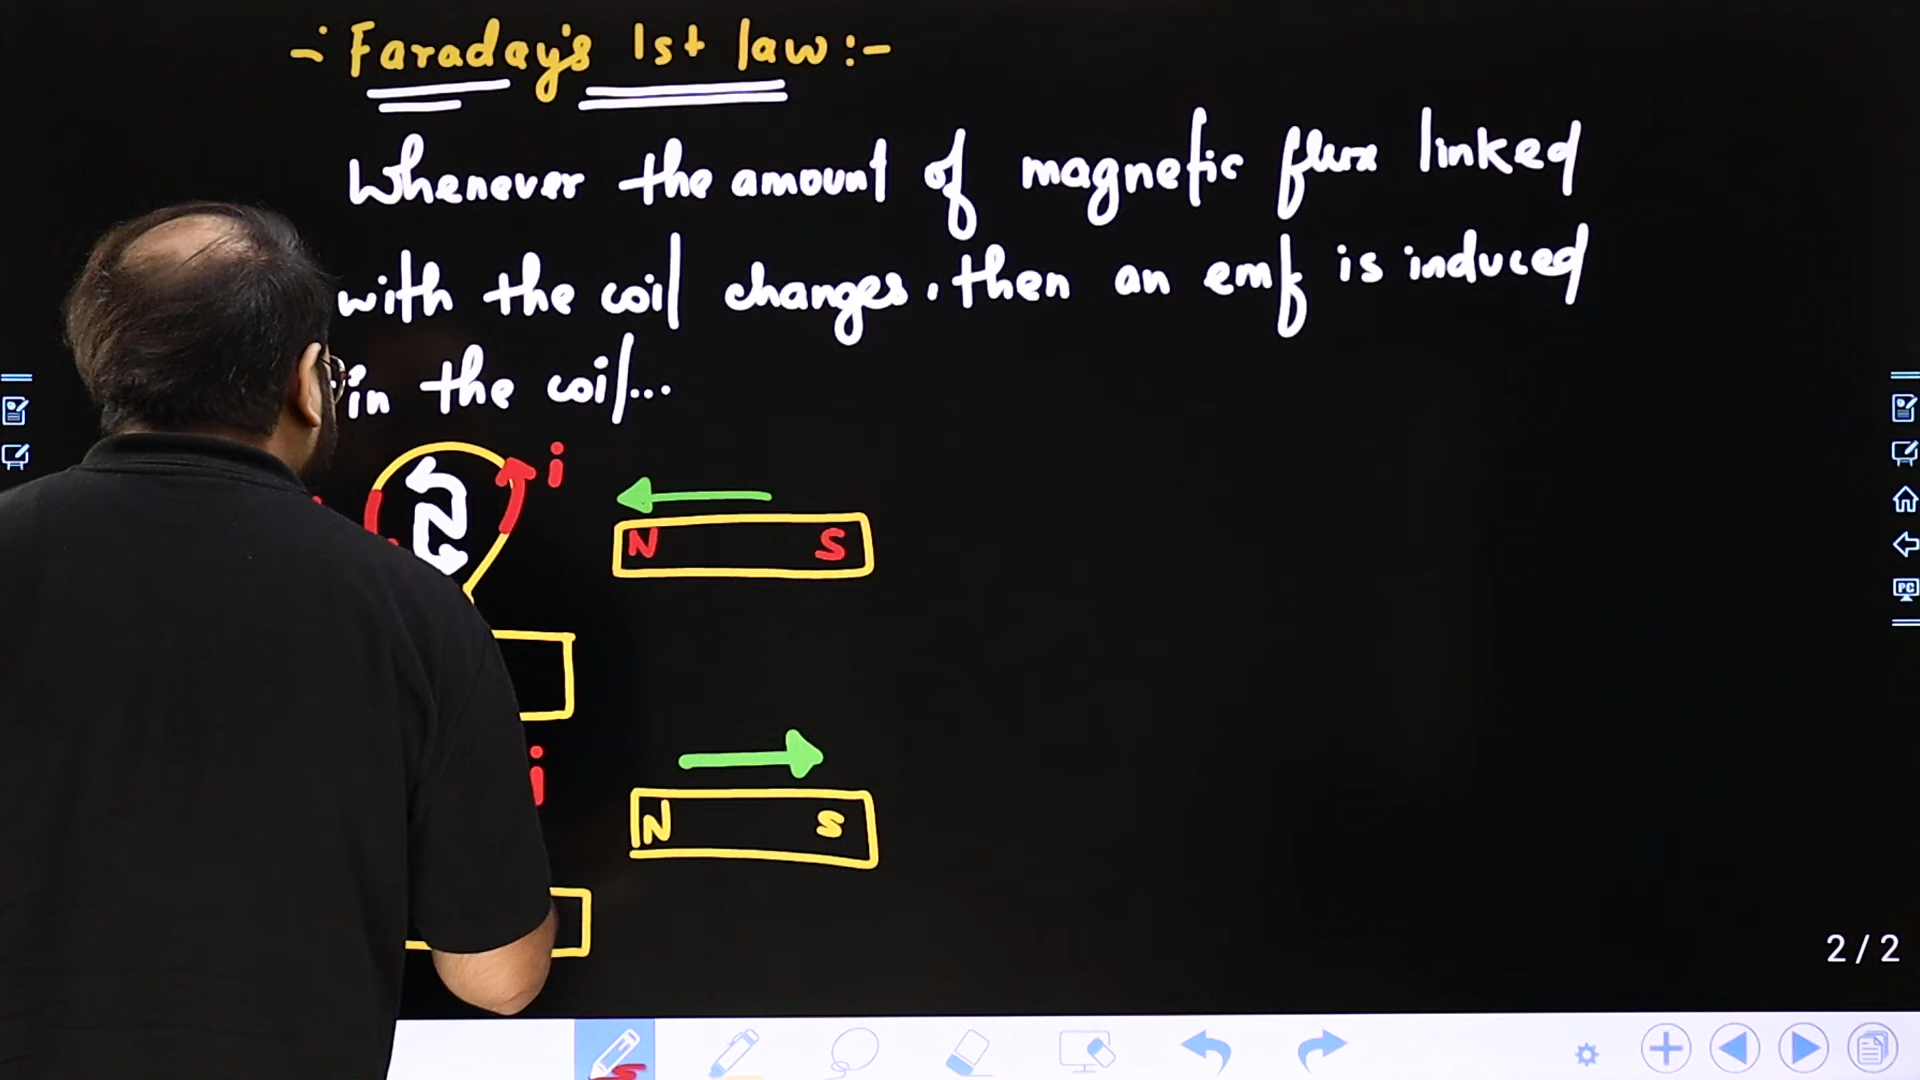 Faraday's 1st law:-
Whenever the amount of magnetic flux linked
with the coil changes, then an emf is induced
in the coil...
N i
N S
i
N S
2 / 2
PC